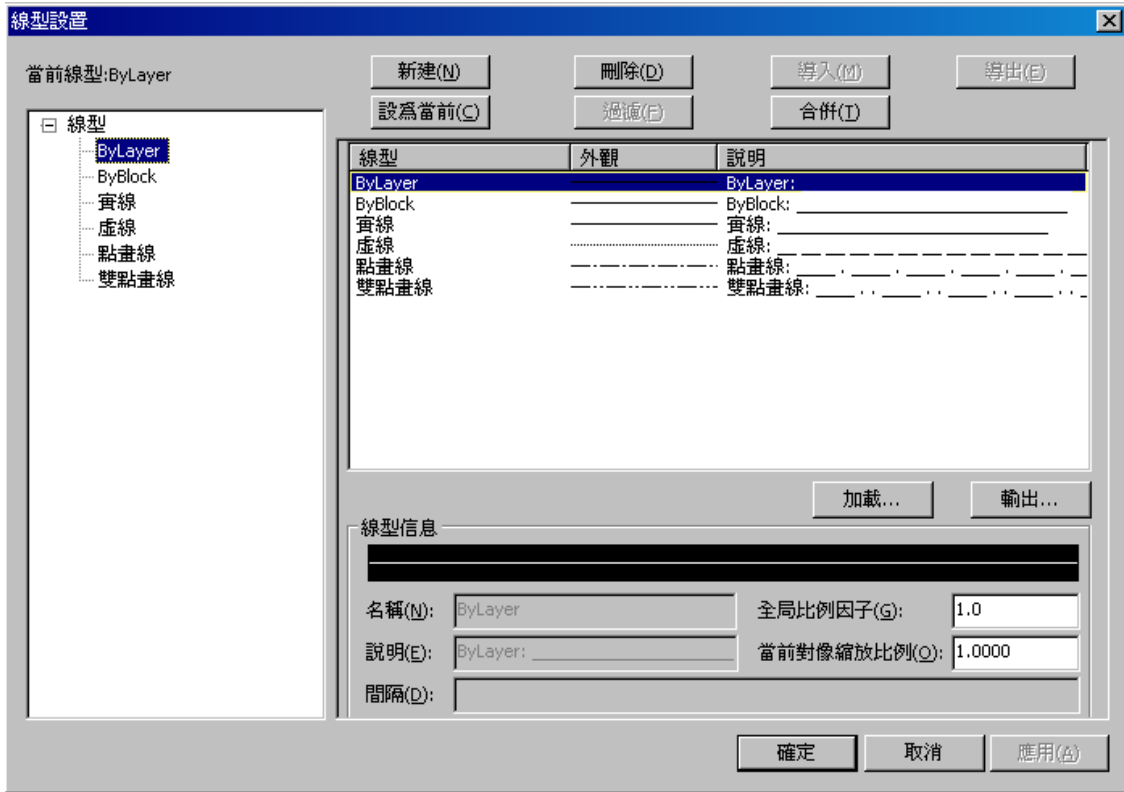 線型設置
當前線型:ByLayer
新建(N) 刪除(D) 導入(M) 導出(E)
設爲當前(C) 過濾(F) 合併(T)
線型
ByLayer
ByBlock
實線
虛線
點畫線
雙點畫線
線型 外觀 說明
ByLayer ByLayer:
ByBlock ByBlock:
實線 實線:
虛線 虛線:
點畫線 點畫線:
雙點畫線 雙點畫線:
加載... 輸出...
線型信息
名稱(N): ByLayer 全局比例因子(G): 1.0
說明(E): ByLayer: 當前對像縮放比例(O): 1.0000
間隔(D):
確定 取消 應用(A)